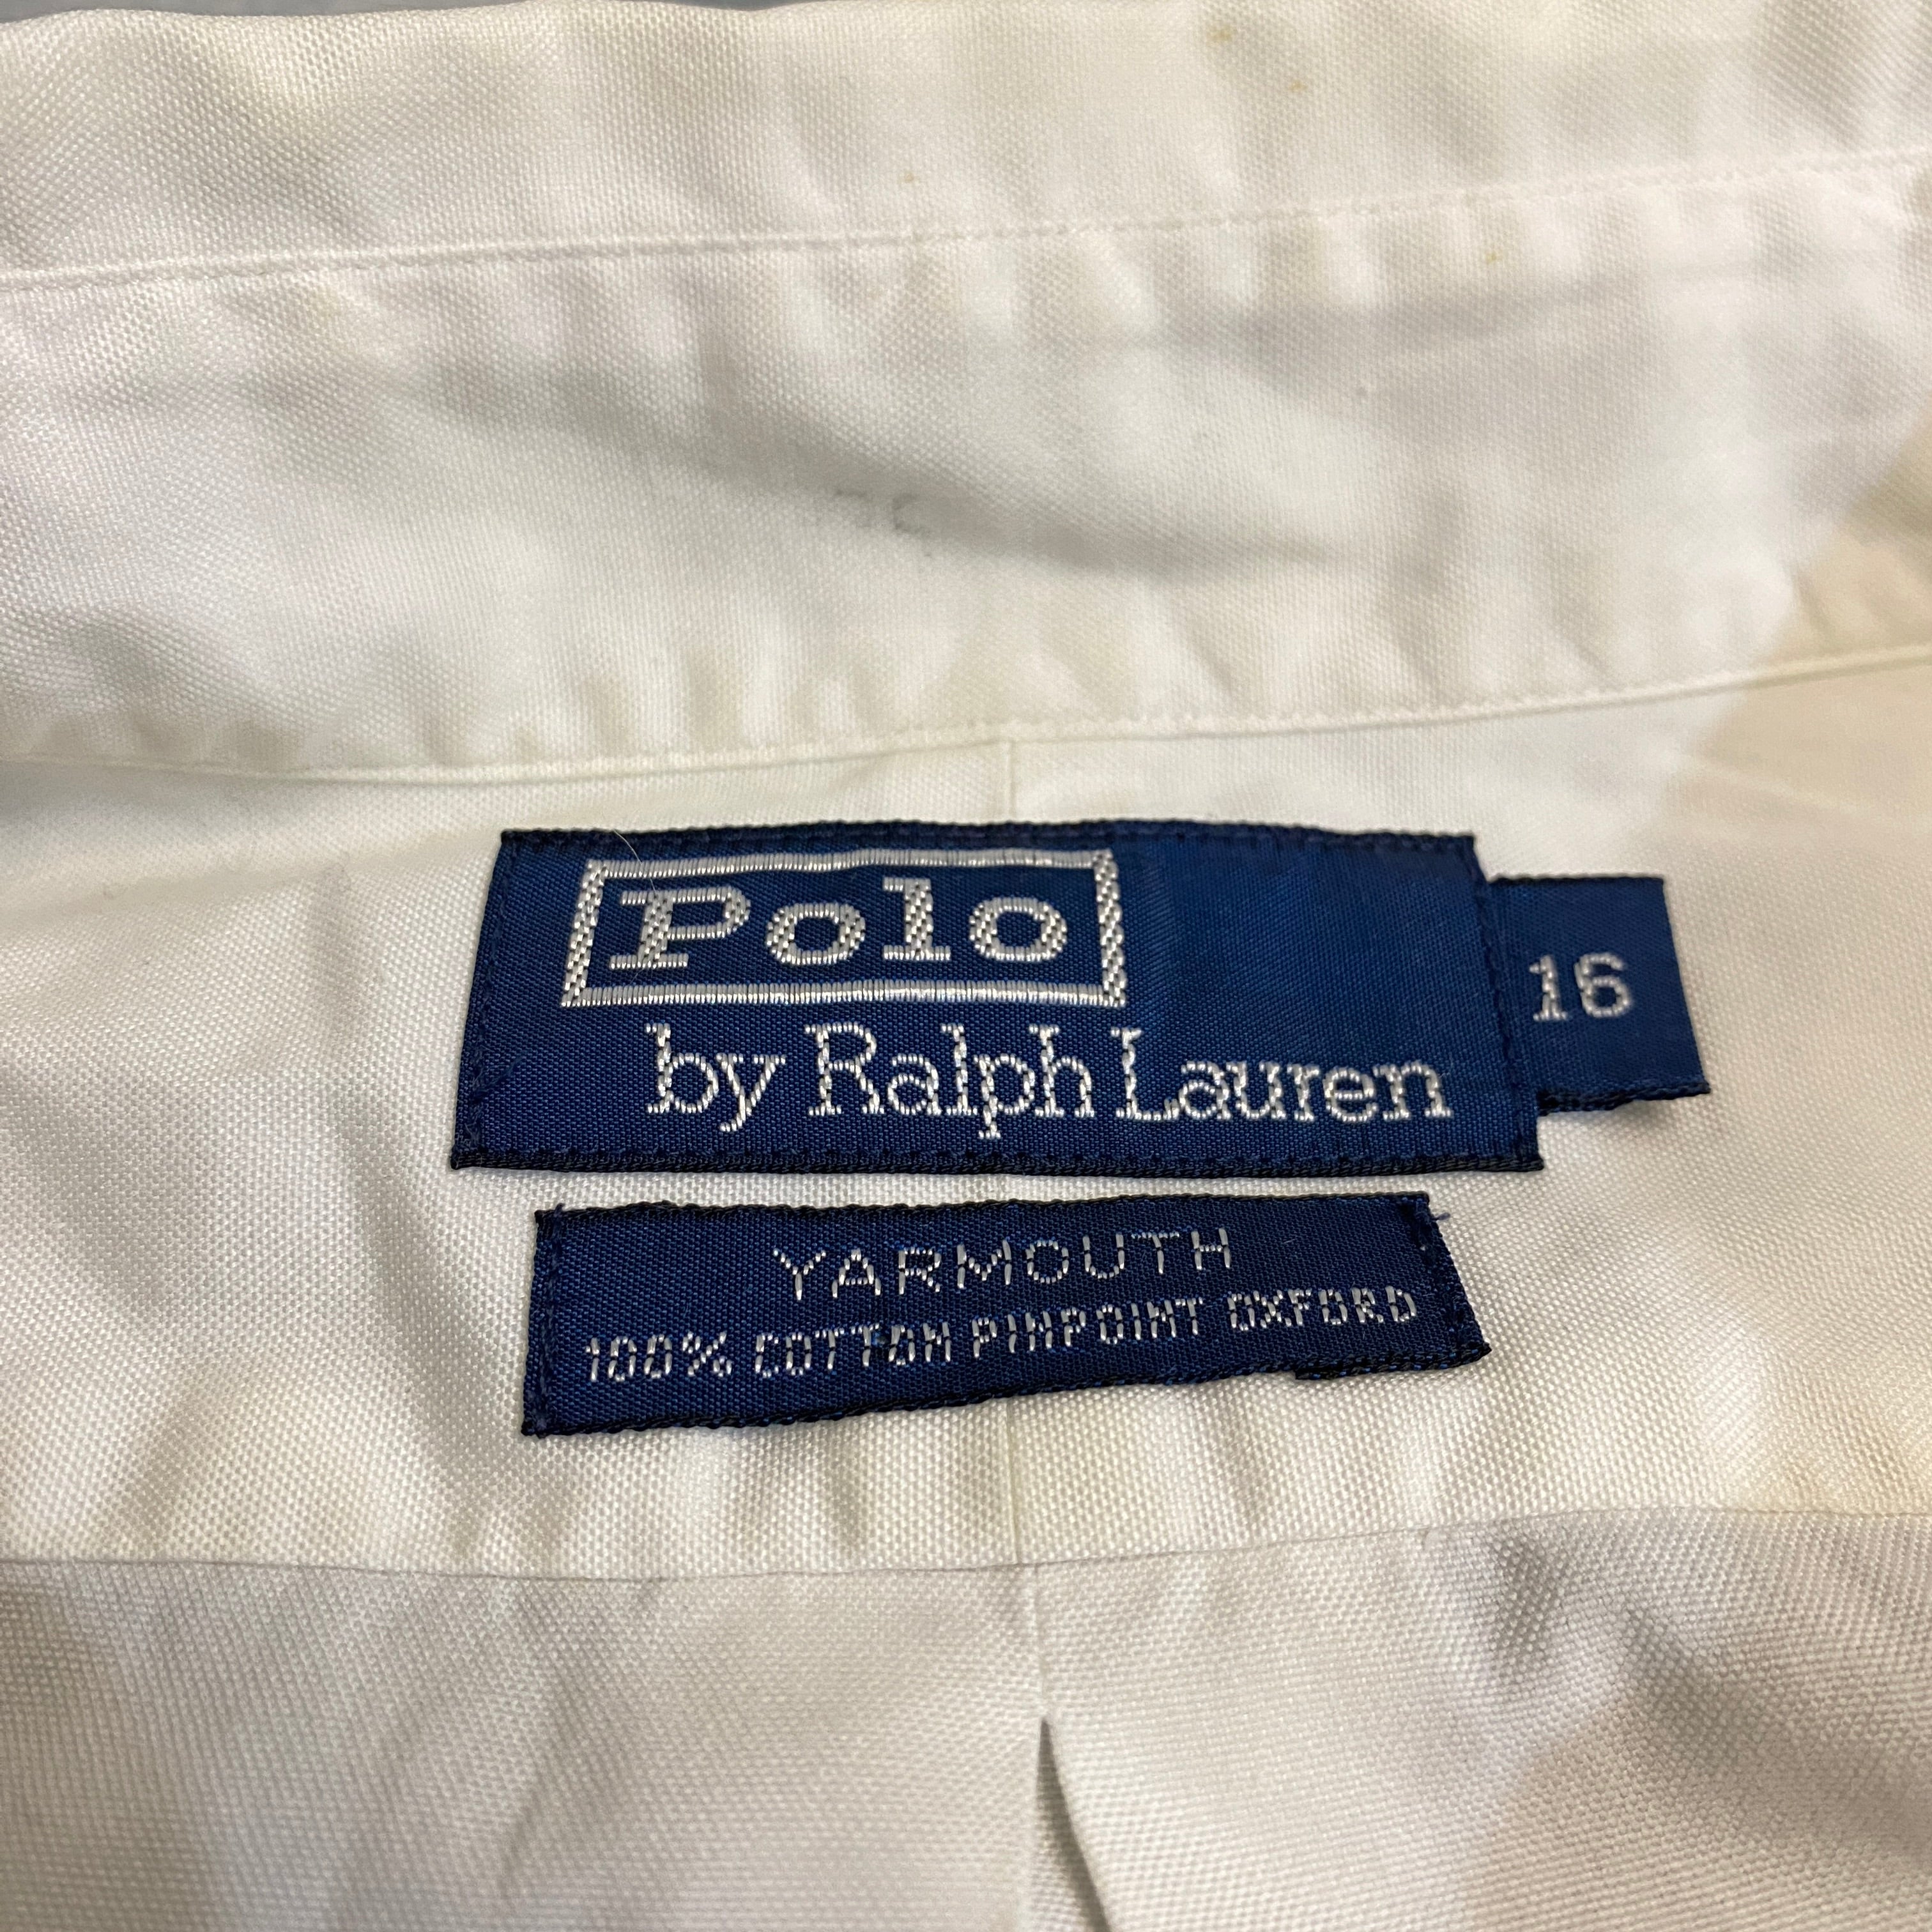 Polo
by Ralph Lauren
16
YARMOUTH
100% COTTON PINPOINT OXFORD